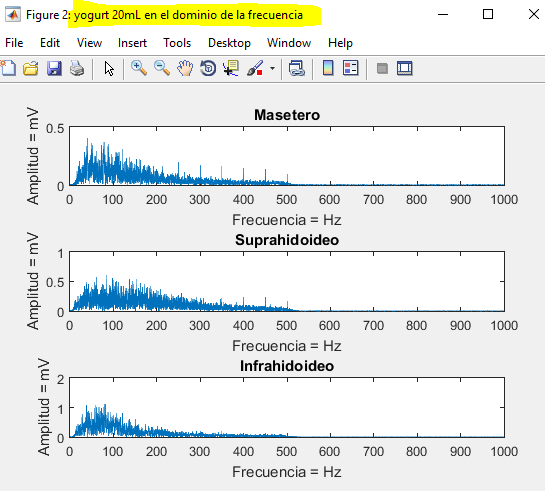 Figure 2: yogurt 20mL en el dominio de la frecuencia
File Edit View Insert Tools Desktop Window Help
Masetero
Amplitud = mV
0.5
0
0 100 200 300 400 500 600 700 800 900 1000
Frecuencia = Hz
Suprahidoideo
Amplitud = mV
1
0.5
0
0 100 200 300 400 500 600 700 800 900 1000
Frecuencia = Hz
Infrahidoideo
Amplitud = mV
2
1
0
0 100 200 300 400 500 600 700 800 900 1000
Frecuencia = Hz